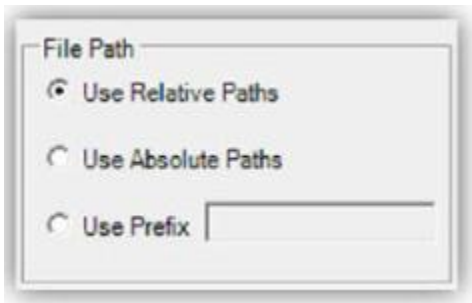 File Path
Use Relative Paths
Use Absolute Paths
Use Prefix